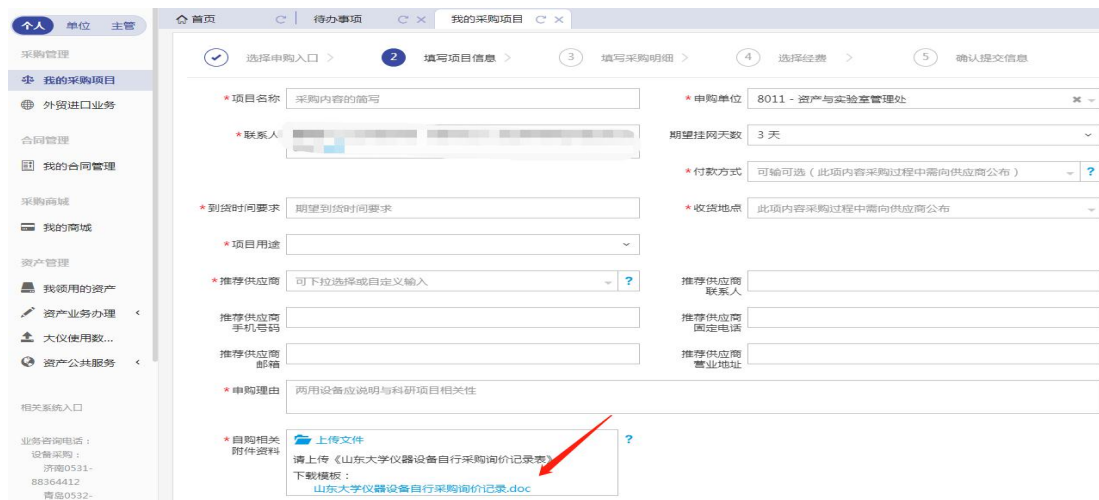 个人 单位 主管
首页 待办事项 我的采购项目
采购管理
我的采购项目
外贸进口业务
合同管理
我的合同管理
采购商城
我的商城
资产管理
我领用的资产
资产业务办理
大仪使用数...
资产公共服务
相关系统入口
业务咨询电话：
设备采购：
济南0531-
88364412
青岛0532-
选择申购入口 > 2 填写项目信息 > 3 填写采购明细 > 4 选择经费 > 5 确认提交信息
*项目名称 采购内容的简写 *申购单位 8011 - 资产与实验室管理处
*联系人 期望挂网天数 3 天
*付款方式 可输可选（此项内容采购过程中需向供应商公布） ?
*到货时间要求 期望到货时间要求 *收货地点 此项内容采购过程中需向供应商公布
*项目用途
*推荐供应商 可下拉选择或自定义输入 ? 推荐供应商
联系人
推荐供应商
手机号码 推荐供应商
固定电话
推荐供应商
邮箱 推荐供应商
营业地址
*申购理由 两用设备应说明与科研项目相关性
*自购相关
附件资料 上传文件 ?
请上传《山东大学仪器设备自行采购询价记录表》
下载模板：
山东大学仪器设备自行采购询价记录.doc